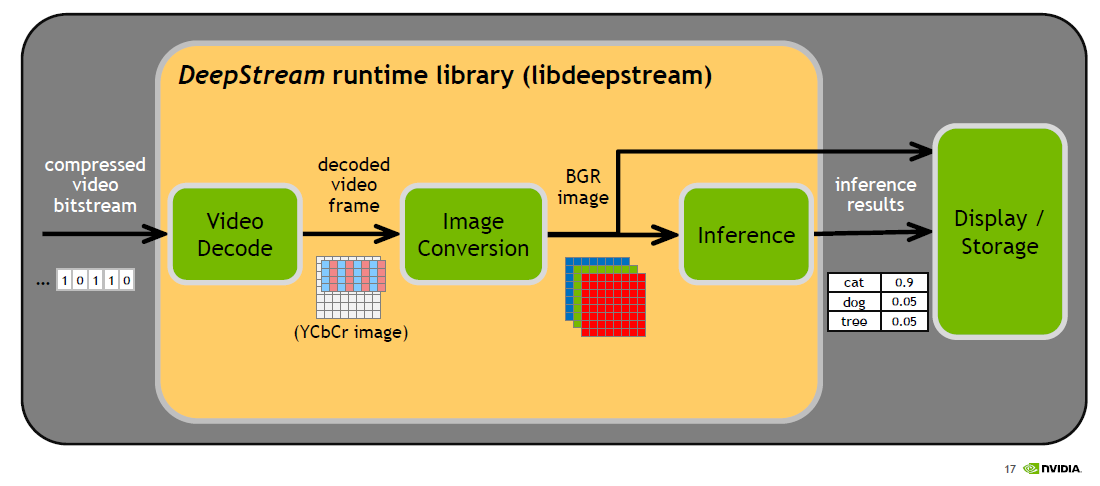 DeepStream runtime library (libdeepstream)
compressed
video
bitstream
... 1 0 1 1 0
Video
Decode
decoded
video
frame
(YCbCr image)
Image
Conversion
BGR
image
Inference
inference
results
cat 0.9
dog 0.05
tree 0.05
Display /
Storage
17 NVIDIA.